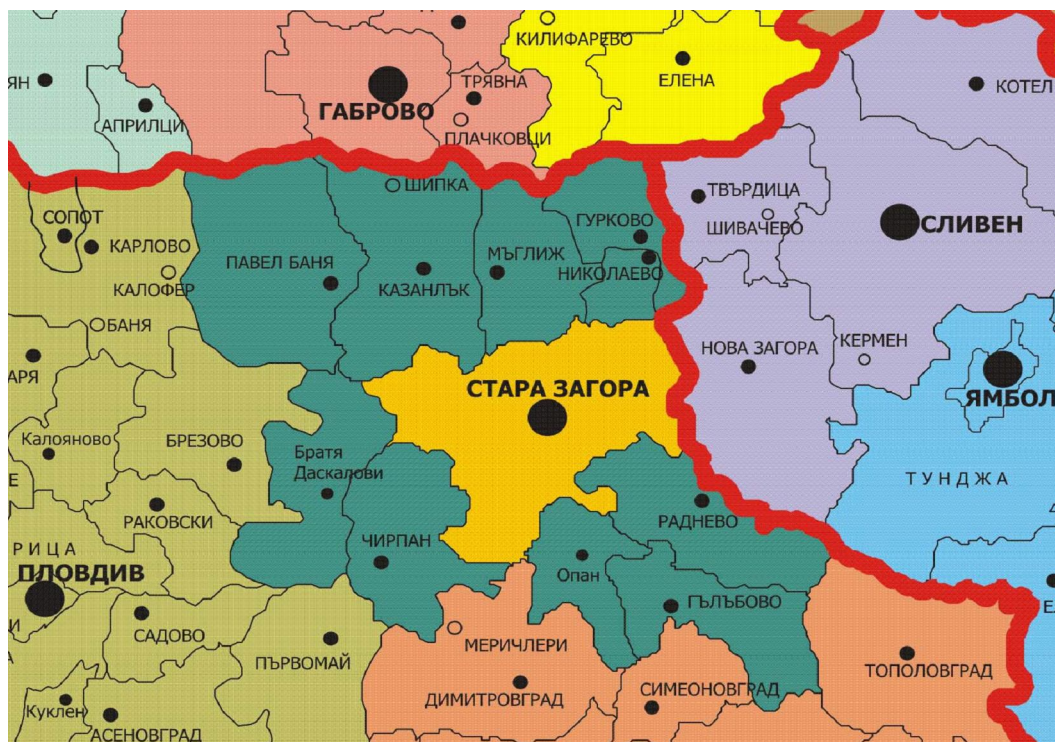 КИЛИФАРЕВО
ЕЛЕНА
ЯН
АПРИЛЦИ
ГАБРОВО
ТРЯВНА
ПЛАЧКОВЦИ
КОТЕЛ
ШИПКА
ГУРКОВО
ТВЪРДИЦА
ШИВАЧЕВО
СЛИВЕН
СОПОТ
КАРЛОВО
КАЛОФЕР
ПАВЕЛ БАНЯ
КАЗАНЛЪК
МЪГЛИЖ
НИКОЛАЕВО
БАНЯ
АРЯ
НОВА ЗАГОРА
КЕРМЕН
СТАРА ЗАГОРА
ЯМБОЛ
Калояново
БРЕЗОВО
Братя
Даскалови
ТУНДЖА
Е
РАКОВСКИ
РАДНЕВО
РИЦА
ПЛОВДИВ
ЧИРПАН
Опан
ГЪЛЪБОВО
И
САДОВО
ПЪРВОМАЙ
МЕРИЧЛЕРИ
ТОПОЛОВГРАД
А
ДИМИТРОВГРАД
СИМЕОНОВГРАД
Куклен
АСЕНОВГРАД